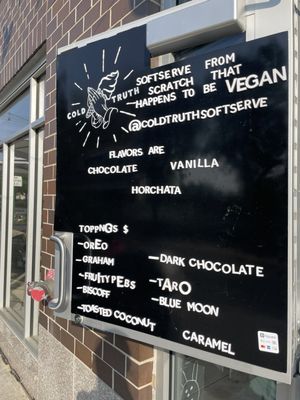 SOFTSERVE FROM
SCRATCH THAT
HAPPENS TO BE VEGAN
@COLDTRUTHSOFTSERVE
COLD TRUTH
FLAVORS ARE
CHOCOLATE VANILLA
HORCHATA
TOPPNGS $
-OREO
-GRAHAM
-FRUITY PEBS
-BISCOFF
-TOASTED COCONUT
-DARK CHOCOLATE
-TARO
-BLUE MOON
CARAMEL